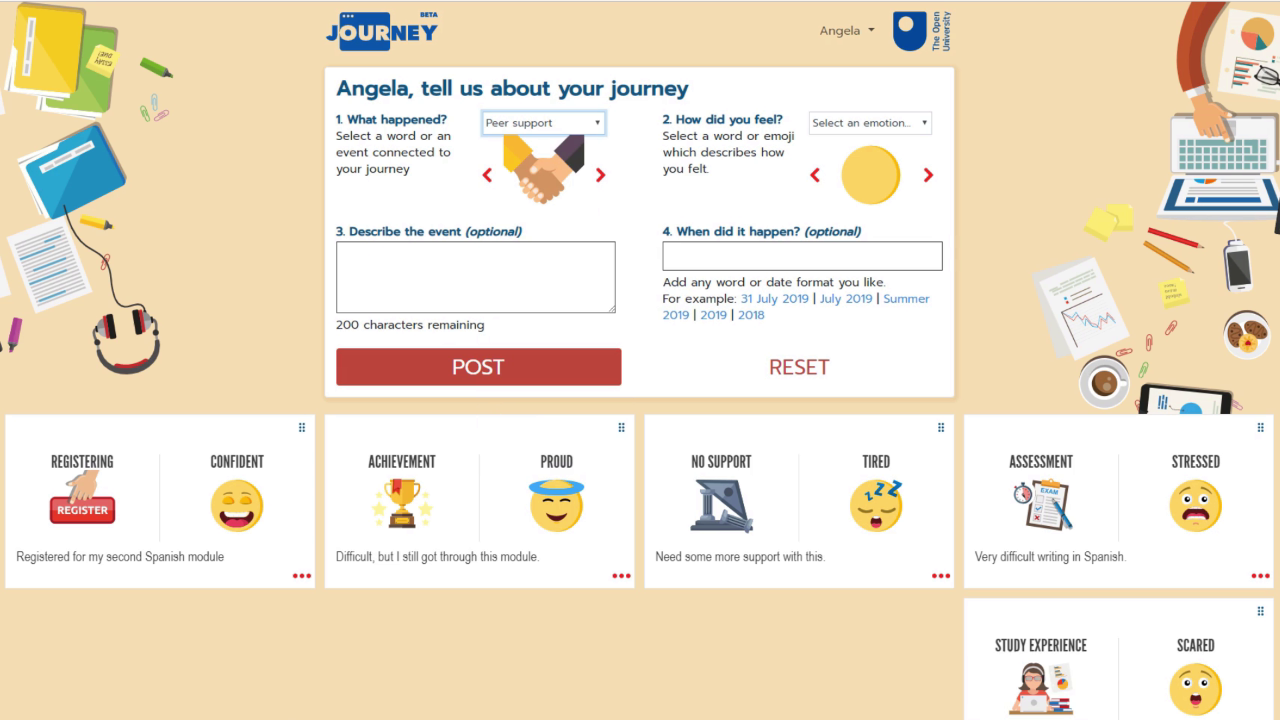 BETA
JOURNEY
Angela
The Open
University
Angela, tell us about your journey
1. What happened?
Select a word or an
event connected to
your journey
Peer support
2. How did you feel?
Select a word or emoji
which describes how
you felt.
Select an emotion...
3. Describe the event (optional)
200 characters remaining
4. When did it happen? (optional)
Add any word or date format you like.
For example: 31 July 2019 | July 2019 | Summer
2019 | 2019 | 2018
POST
RESET
REGISTERING
CONFIDENT
REGISTER
Registered for my second Spanish module
ACHIEVEMENT
PROUD
Difficult, but I still got through this module.
NO SUPPORT
TIRED
Z Z Z
Need some more support with this.
ASSESSMENT
STRESSED
EXAM
Very difficult writing in Spanish.
STUDY EXPERIENCE
SCARED